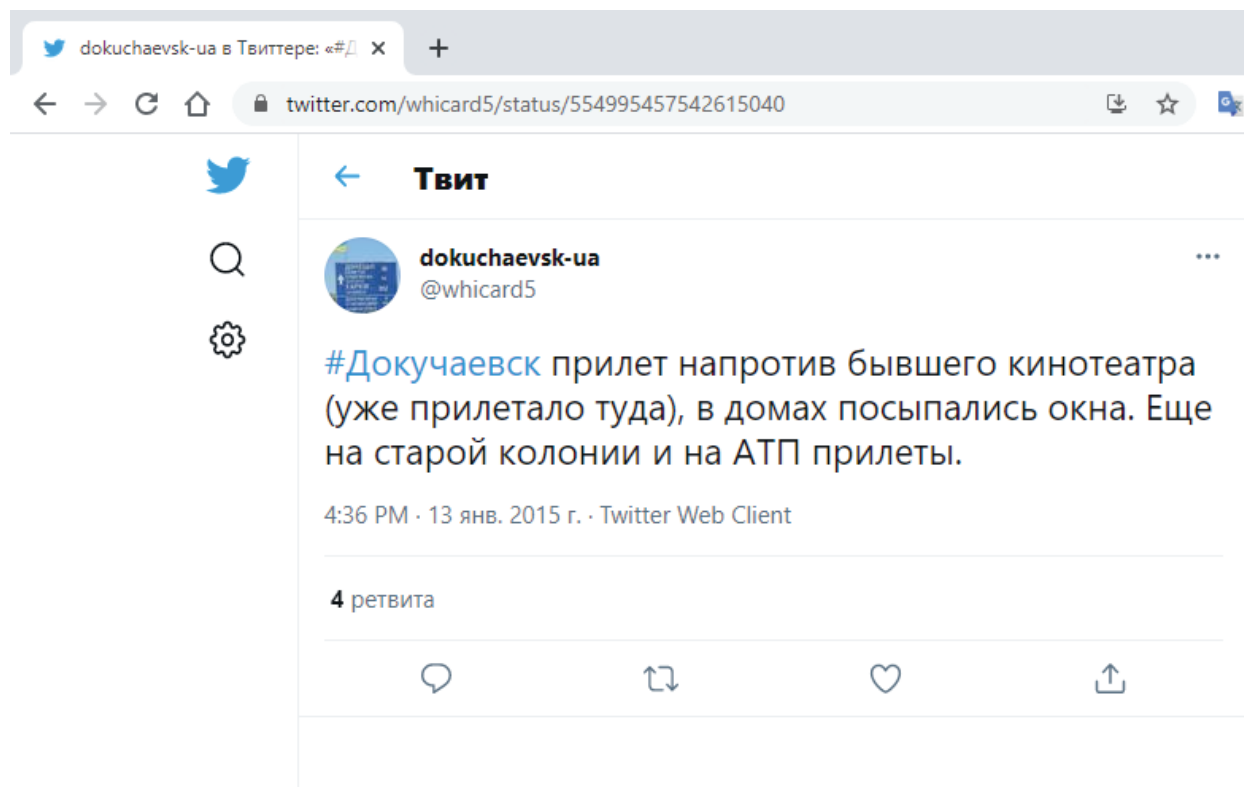 dokuchaevsk-ua в Твиттере: «#Д
twitter.com/whicard5/status/554995457542615040
Твит
dokuchaevsk-ua
@whicard5
#Докучаевск прилет напротив бывшего кинотеатра
(уже прилетало туда), в домах посыпались окна. Еще
на старой колонии и на АТП прилеты.
4:36 PM · 13 янв. 2015 г. · Twitter Web Client
4 ретвита